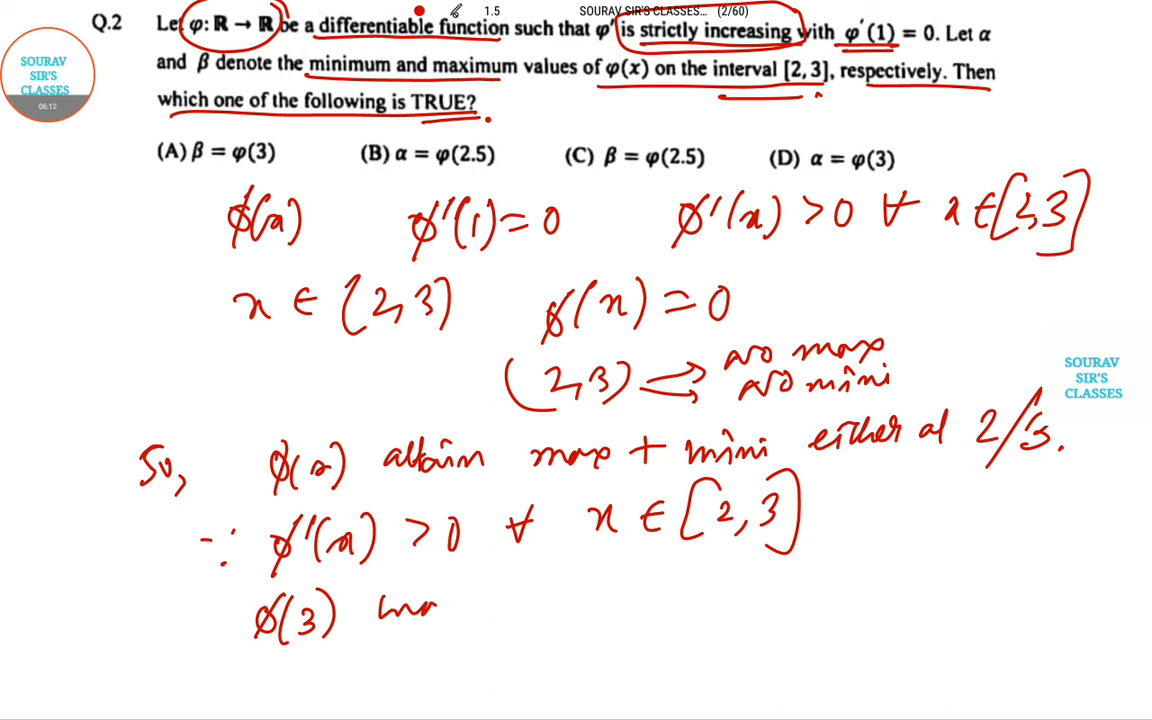 1.5 SOURAV SIR'S CLASSES... (2/60)
Q.2 Let φ: R → R be a differentiable function such that φ′ is strictly increasing with φ′(1) = 0. Let α
and β denote the minimum and maximum values of φ(x) on the interval [2, 3], respectively. Then
which one of the following is TRUE?
SOURAV
SIR'S
CLASSES
06:12
(A) β = φ(3) (B) α = φ(2.5) (C) β = φ(2.5) (D) α = φ(3)
φ(x) φ'(1) = 0 φ'(x) > 0 ∀ x ∈ [2,3]
x ∈ (2,3) φ(x) = 0
(2,3) → no max
→ no mini
SOURAV
SIR'S
CLASSES
So, φ(x) attain max + mini either at 2/3.
∵ φ'(x) > 0 ∀ x ∈ [2,3]
φ(3)